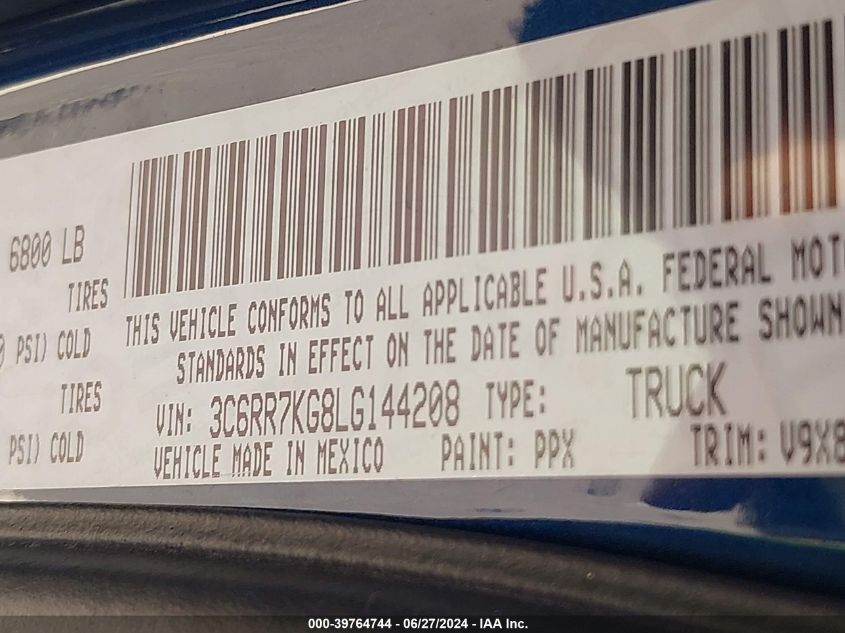 6800 LB
TIRES
THIS VEHICLE CONFORMS TO ALL APPLICABLE U.S.A. FEDERAL MOT
PSI) COLD
STANDARDS IN EFFECT ON THE DATE OF MANUFACTURE SHOWN
TIRES
VIN: 3C6RR7KG8LG144208 TYPE: TRUCK
PSI) COLD
VEHICLE MADE IN MEXICO PAINT: PPX TRIM: V9X8
000-39764744 - 06/27/2024 - IAA Inc.